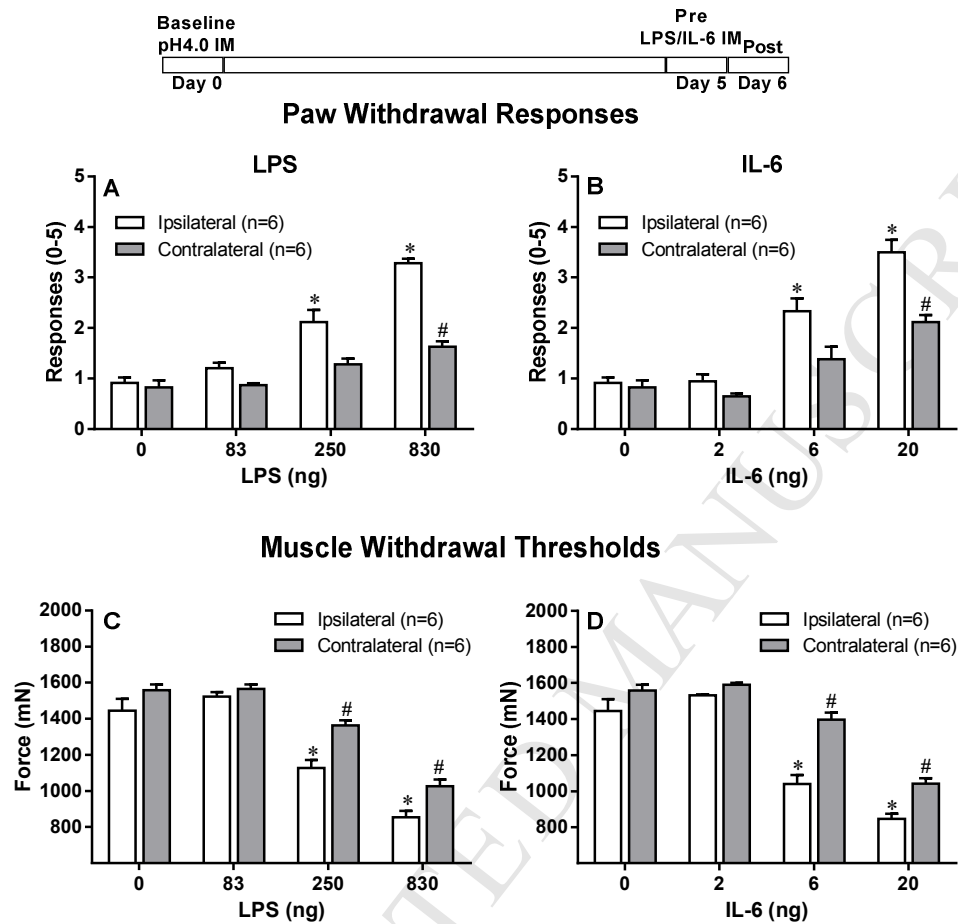 Baseline
pH4.0 IM
Pre
LPS/IL-6 IM
Post
Day 0
Day 5
Day 6
Paw Withdrawal Responses
LPS
A
Responses (0-5)
5
4
3
2
1
0
Ipsilateral (n=6)
Contralateral (n=6)
*
*
#
0 83 250 830
LPS (ng)
IL-6
B
Responses (0-5)
5
4
3
2
1
0
Ipsilateral (n=6)
Contralateral (n=6)
*
*
#
0 2 6 20
IL-6 (ng)
Muscle Withdrawal Thresholds
C
Force (mN)
2000
1800
1600
1400
1200
1000
800
Ipsilateral (n=6)
Contralateral (n=6)
*
#
*
#
0 83 250 830
LPS (ng)
D
Force (mN)
2000
1800
1600
1400
1200
1000
800
Ipsilateral (n=6)
Contralateral (n=6)
*
#
*
#
0 2 6 20
IL-6 (ng)
TED MANUSCR